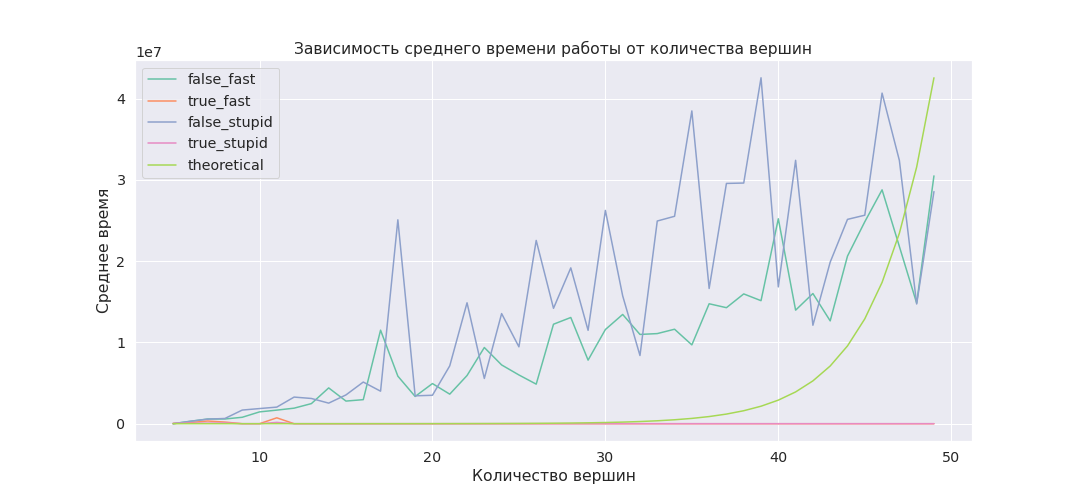 Зависимость среднего времени работы от количества вершин
1e7
false_fast
true_fast
false_stupid
true_stupid
theoretical
4
3
2
1
0
Среднее время
10 20 30 40 50
Количество вершин